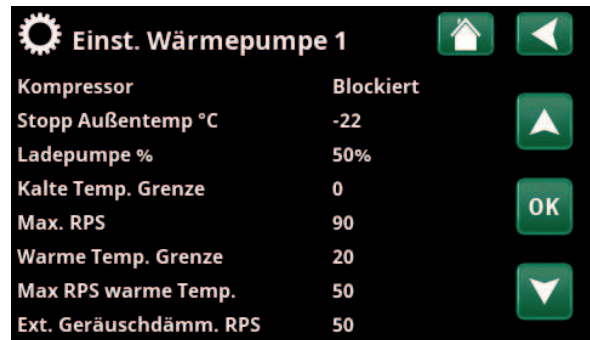 Einst. Wärmepumpe 1
Kompressor Blockiert
Stopp Außentemp °C -22
Ladepumpe % 50%
Kalte Temp. Grenze 0
OK
Max. RPS 90
Warme Temp. Grenze 20
Max RPS warme Temp. 50
Ext. Geräuschdämm. RPS 50